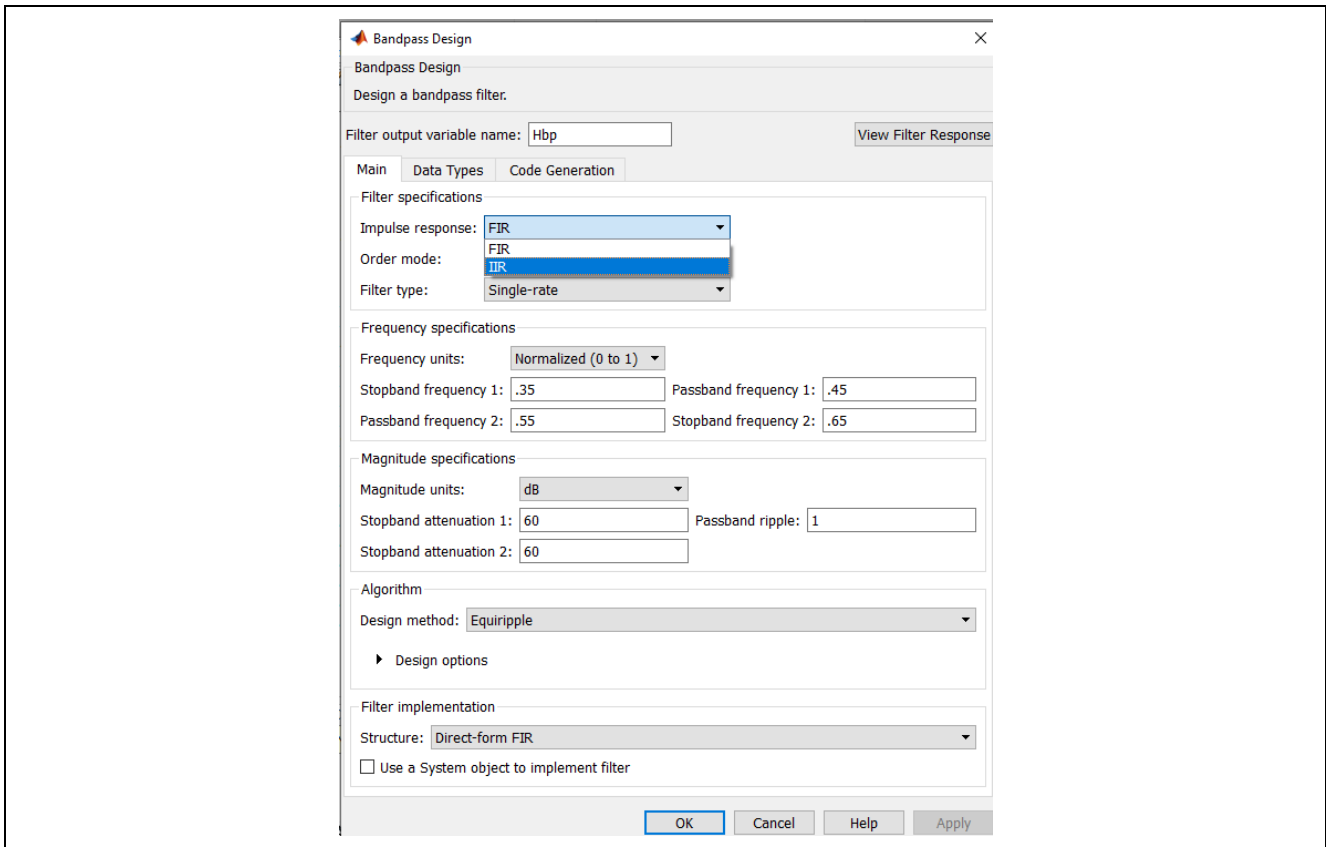 Bandpass Design
Bandpass Design
Design a bandpass filter.
Filter output variable name: Hbp View Filter Response
Main Data Types Code Generation
Filter specifications
Impulse response: FIR
FIR
Order mode:
IIR
Filter type: Single-rate
Frequency specifications
Frequency units: Normalized (0 to 1)
Stopband frequency 1: .35 Passband frequency 1: .45
Passband frequency 2: .55 Stopband frequency 2: .65
Magnitude specifications
Magnitude units: dB
Stopband attenuation 1: 60 Passband ripple: 1
Stopband attenuation 2: 60
Algorithm
Design method: Equiripple
Design options
Filter implementation
Structure: Direct-form FIR
Use a System object to implement filter
OK Cancel Help Apply